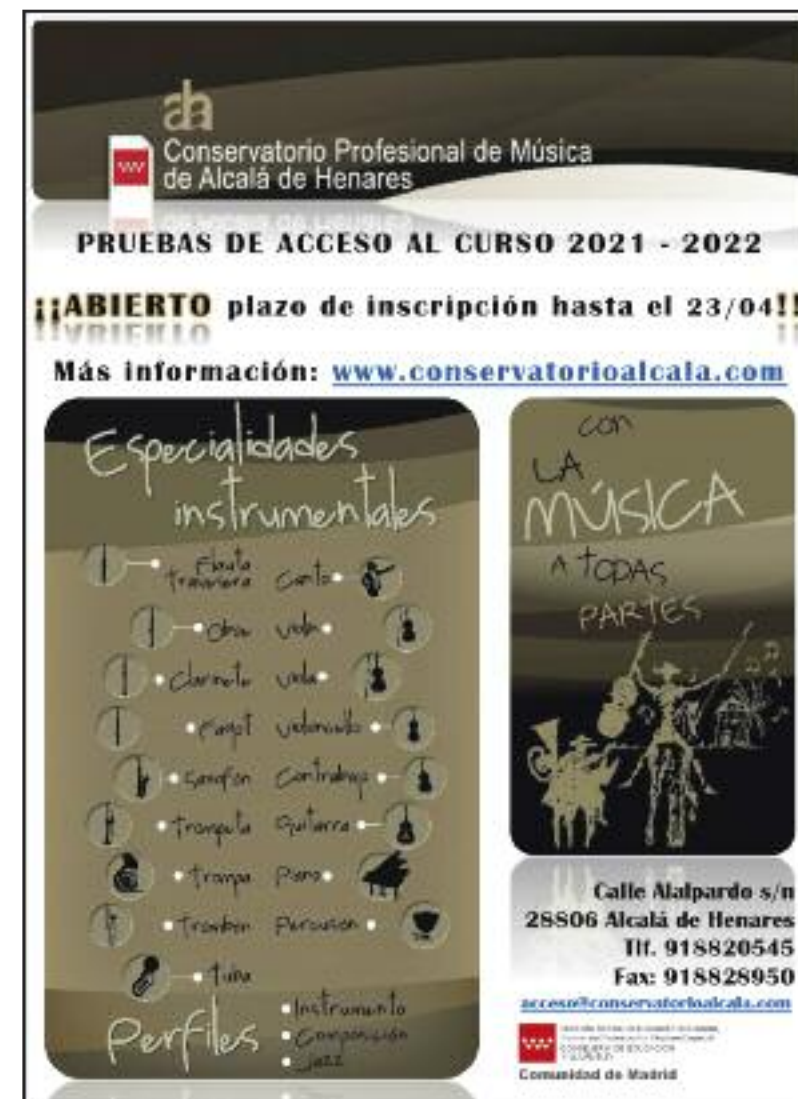 aha
Conservatorio Profesional de Música
de Alcalá de Henares
PRUEBAS DE ACCESO AL CURSO 2021 - 2022
¡¡ABIERTO plazo de inscripción hasta el 23/04!!
Más información: www.conservatorioalcala.com
Especialidades
instrumentales
Flauta
Travesera
Canto
Oboe
Violín
Clarinete
Viola
Fagot
Violoncello
Saxofón
Contrabajo
Trompeta
Guitarra
Trompa
Piano
Trombón
Percusión
Tuba
Perfiles
Instrumento
Composición
Jazz
con
LA
MÚSICA
A TODAS
PARTES
Calle Alalpardo s/n
28806 Alcalá de Henares
Tlf. 918820545
Fax: 918828950
acceso@conservatorioalcala.com
Comunidad de Madrid